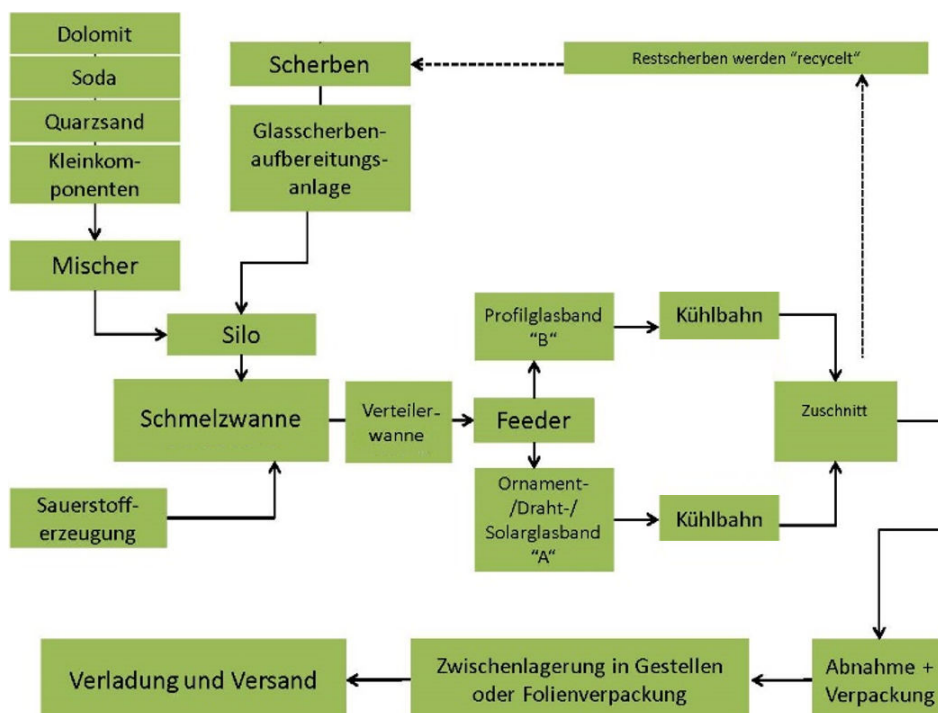 Dolomit
Soda
Quarzsand
Kleinkom-
ponenten
Mischer
Scherben
Glasscherben-
aufbereitungs-
anlage
Restscherben werden "recycelt"
Silo
Schmelzwanne
Sauerstoff-
erzeugung
Verteiler-
wanne
Feeder
Profilglasband
"B"
Kühlbahn
Ornament-
/Draht-/
Solarglasband
"A"
Kühlbahn
Zuschnitt
Abnahme +
Verpackung
Zwischenlagerung in Gestellen
oder Folienverpackung
Verladung und Versand